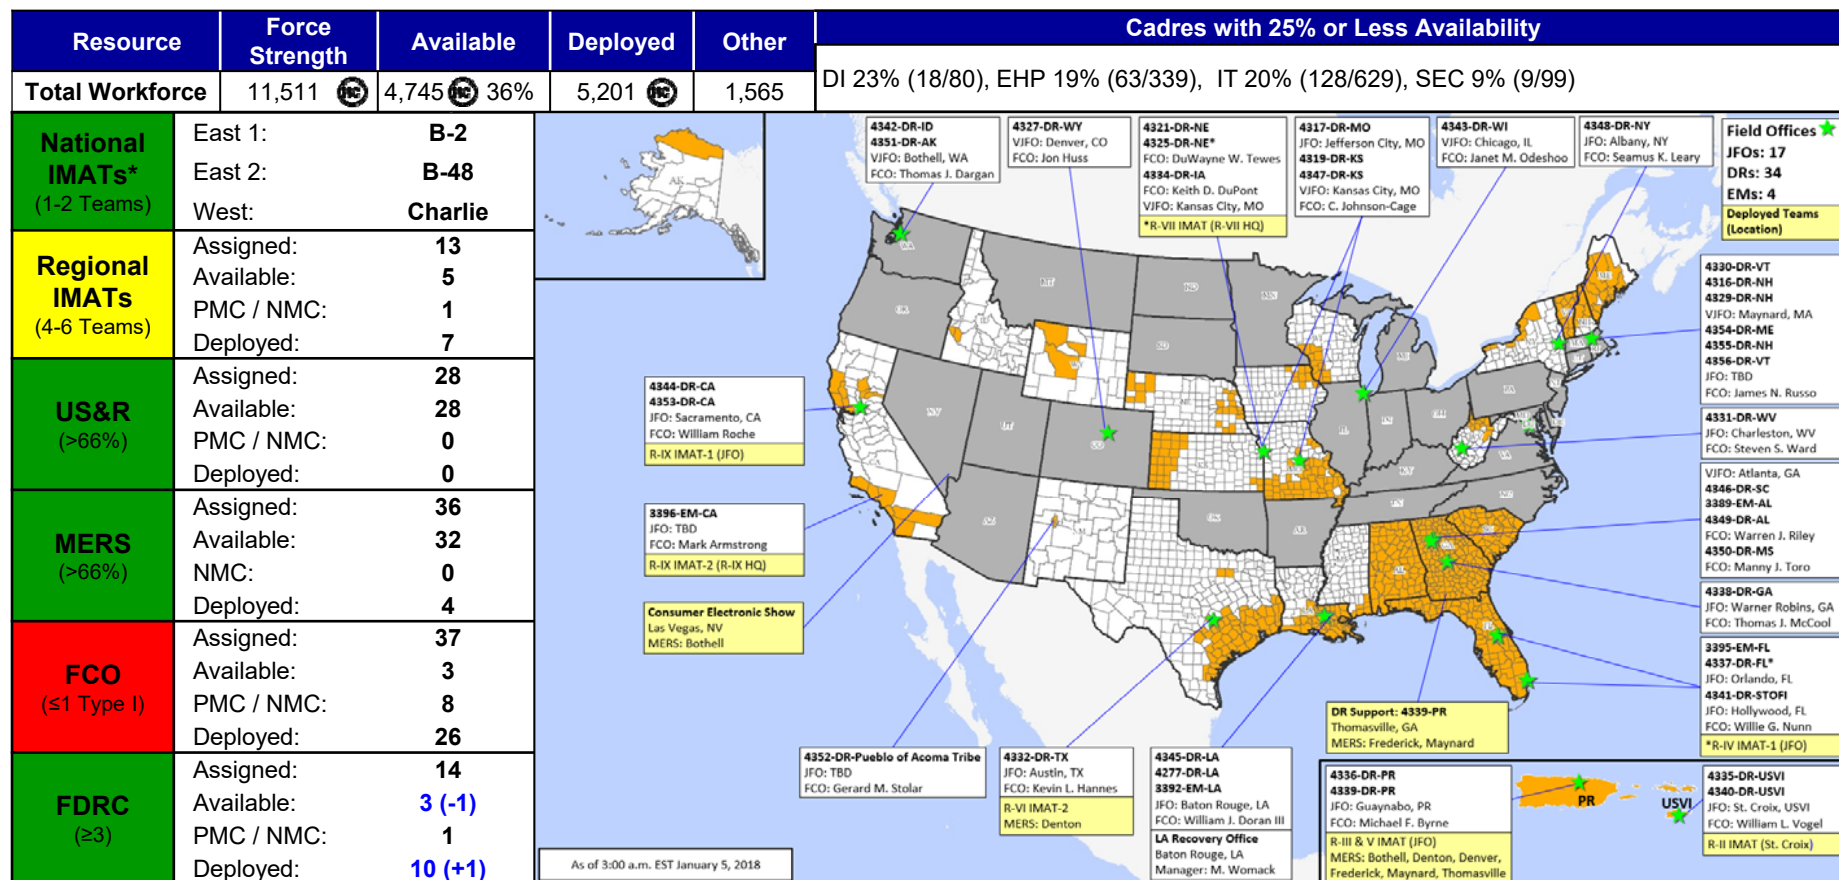 Resource
Force Strength
Available
Deployed
Other
Cadres with 25% or Less Availability
Total Workforce
11,511
4,745 36%
5,201
1,565
DI 23% (18/80), EHP 19% (63/339), IT 20% (128/629), SEC 9% (9/99)
National
IMATs*
(1-2 Teams)
East 1: B-2
East 2: B-48
West: Charlie
Regional
IMATs
(4-6 Teams)
Assigned: 13
Available: 5
PMC / NMC: 1
Deployed: 7
US&R
(>66%)
Assigned: 28
Available: 28
PMC / NMC: 0
Deployed: 0
MERS
(>66%)
Assigned: 36
Available: 32
NMC: 0
Deployed: 4
FCO
(≤1 Type I)
Assigned: 37
Available: 3
PMC / NMC: 8
Deployed: 26
FDRC
(≥3)
Assigned: 14
Available: 3 (-1)
PMC / NMC: 1
Deployed: 10 (+1)
4342-DR-ID
4351-DR-AK
VJFO: Bothell, WA
FCO: Thomas J. Dargan
4327-DR-WY
VJFO: Denver, CO
FCO: Jon Huss
4321-DR-NE
4325-DR-NE*
FCO: DuWayne W. Tewes
4334-DR-IA
FCO: Keith D. DuPont
VJFO: Kansas City, MO
*R-VII IMAT (R-VII HQ)
4317-DR-MO
JFO: Jefferson City, MO
4319-DR-KS
4347-DR-KS
VJFO: Kansas City, MO
FCO: C. Johnson-Cage
4343-DR-WI
VJFO: Chicago, IL
FCO: Janet M. Odeshoo
4348-DR-NY
JFO: Albany, NY
FCO: Seamus K. Leary
Field Offices
JFOs: 17
DRs: 34
EMs: 4
Deployed Teams
(Location)
4330-DR-VT
4316-DR-NH
4329-DR-NH
VJFO: Maynard, MA
4354-DR-ME
4355-DR-NH
4356-DR-VT
JFO: TBD
FCO: James N. Russo
4331-DR-WV
JFO: Charleston, WV
FCO: Steven S. Ward
VJFO: Atlanta, GA
4346-DR-SC
3389-EM-AL
4349-DR-AL
FCO: Warren J. Riley
4350-DR-MS
FCO: Manny J. Toro
4338-DR-GA
JFO: Warner Robins, GA
FCO: Thomas J. McCool
3395-EM-FL
4337-DR-FL*
JFO: Orlando, FL
4341-DR-STOFI
JFO: Hollywood, FL
FCO: Willie G. Nunn
*R-IV IMAT-1 (JFO)
4344-DR-CA
4353-DR-CA
JFO: Sacramento, CA
FCO: William Roche
R-IX IMAT-1 (JFO)
3396-EM-CA
JFO: TBD
FCO: Mark Armstrong
R-IX IMAT-2 (R-IX HQ)
Consumer Electronic Show
Las Vegas, NV
MERS: Bothell
4352-DR-Pueblo of Acoma Tribe
JFO: TBD
FCO: Gerard M. Stolar
4332-DR-TX
JFO: Austin, TX
FCO: Kevin L. Hannes
R-VI IMAT-2
MERS: Denton
4345-DR-LA
4277-DR-LA
3392-EM-LA
JFO: Baton Rouge, LA
FCO: William J. Doran III
LA Recovery Office
Baton Rouge, LA
Manager: M. Womack
DR Support: 4339-PR
Thomasville, GA
MERS: Frederick, Maynard
4336-DR-PR
4339-DR-PR
JFO: Guaynabo, PR
FCO: Michael F. Byrne
R-III & V IMAT (JFO)
MERS: Bothell, Denton, Denver,
Frederick, Maynard, Thomasville
PR
USVI
4335-DR-USVI
4340-DR-USVI
JFO: St. Croix, USVI
FCO: William L. Vogel
R-II IMAT (St. Croix)
As of 3:00 a.m. EST January 5, 2018